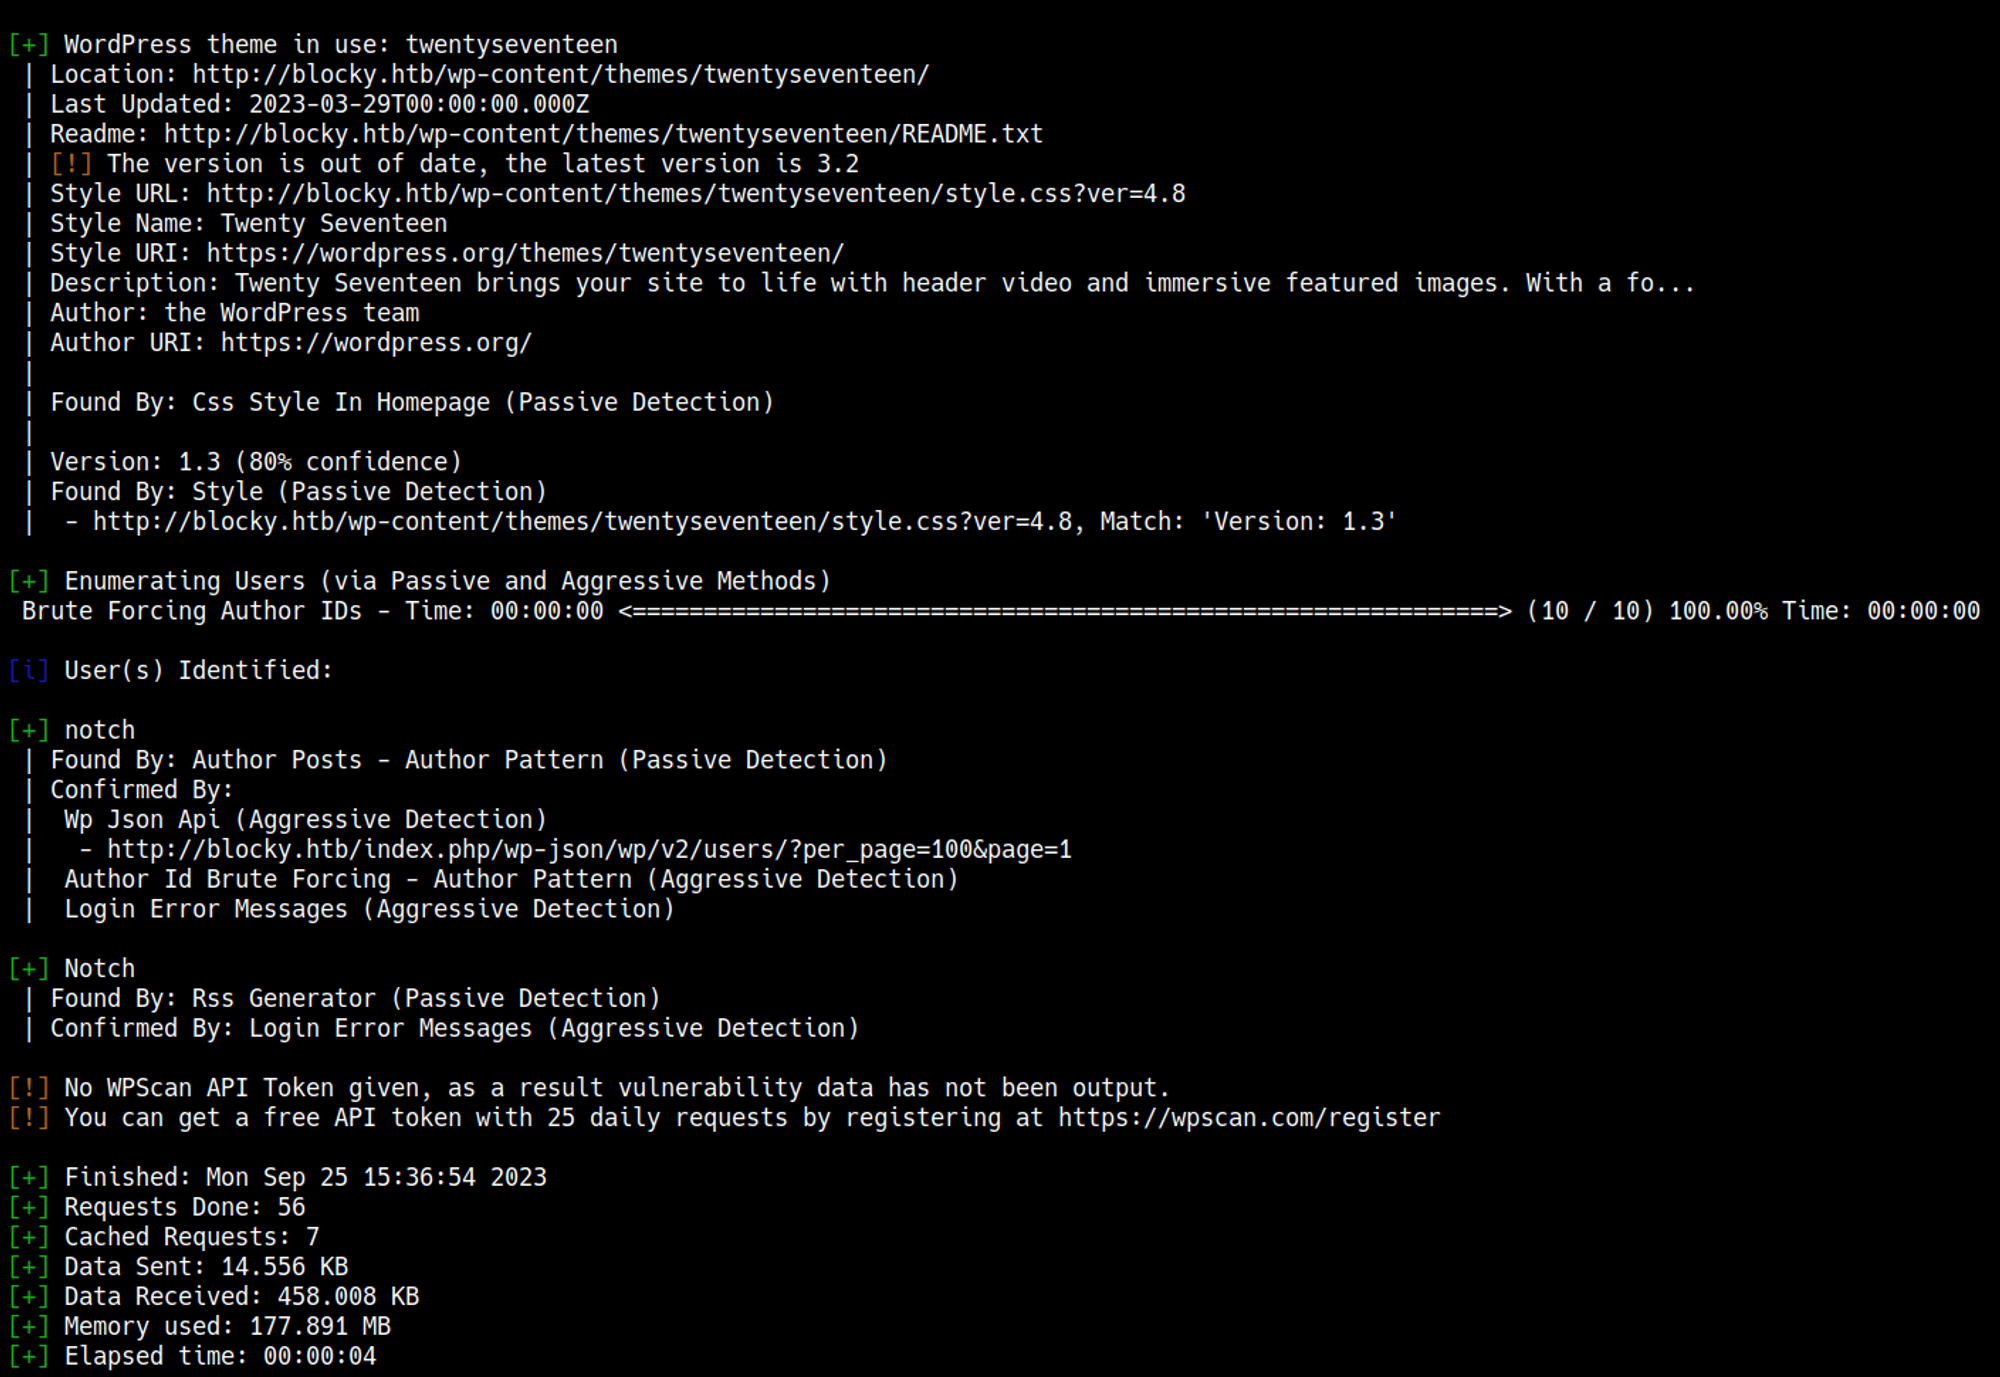 [+] WordPress theme in use: twentyseventeen
 | Location: http://blocky.htb/wp-content/themes/twentyseventeen/
 | Last Updated: 2023-03-29T00:00:00.000Z
 | Readme: http://blocky.htb/wp-content/themes/twentyseventeen/README.txt
 | [!] The version is out of date, the latest version is 3.2
 | Style URL: http://blocky.htb/wp-content/themes/twentyseventeen/style.css?ver=4.8
 | Style Name: Twenty Seventeen
 | Style URI: https://wordpress.org/themes/twentyseventeen/
 | Description: Twenty Seventeen brings your site to life with header video and immersive featured images. With a fo...
 | Author: the WordPress team
 | Author URI: https://wordpress.org/
 |
 | Found By: Css Style In Homepage (Passive Detection)
 |
 | Version: 1.3 (80% confidence)
 | Found By: Style (Passive Detection)
 |  - http://blocky.htb/wp-content/themes/twentyseventeen/style.css?ver=4.8, Match: 'Version: 1.3'

[+] Enumerating Users (via Passive and Aggressive Methods)
 Brute Forcing Author IDs - Time: 00:00:00 <=============================================================> (10 / 10) 100.00% Time: 00:00:00

[i] User(s) Identified:

[+] notch
 | Found By: Author Posts - Author Pattern (Passive Detection)
 | Confirmed By:
 |  Wp Json Api (Aggressive Detection)
 |   - http://blocky.htb/index.php/wp-json/wp/v2/users/?per_page=100&page=1
 |  Author Id Brute Forcing - Author Pattern (Aggressive Detection)
 |  Login Error Messages (Aggressive Detection)

[+] Notch
 | Found By: Rss Generator (Passive Detection)
 | Confirmed By: Login Error Messages (Aggressive Detection)

[!] No WPScan API Token given, as a result vulnerability data has not been output.
[!] You can get a free API token with 25 daily requests by registering at https://wpscan.com/register

[+] Finished: Mon Sep 25 15:36:54 2023
[+] Requests Done: 56
[+] Cached Requests: 7
[+] Data Sent: 14.556 KB
[+] Data Received: 458.008 KB
[+] Memory used: 177.891 MB
[+] Elapsed time: 00:00:04